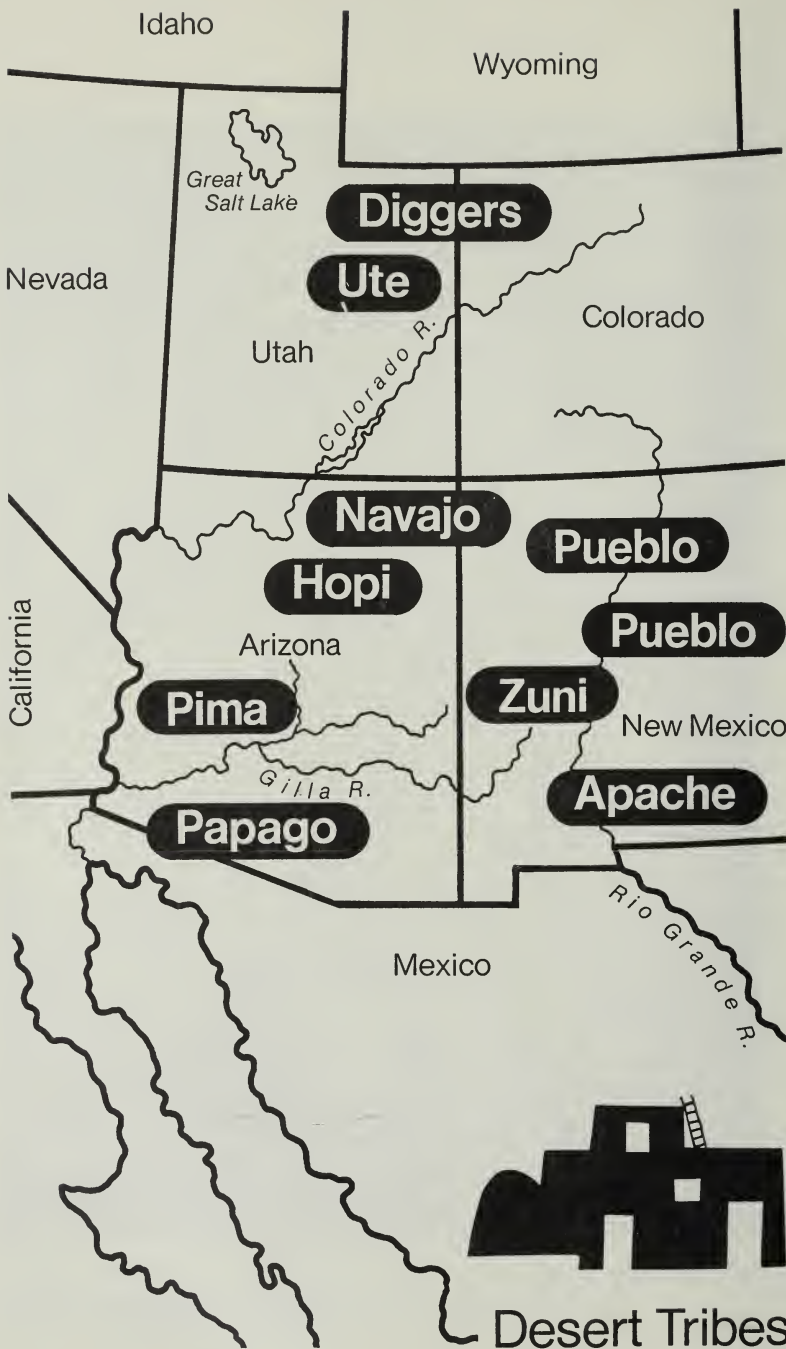 Idaho
Wyoming
Great
Salt Lake
Diggers
Nevada
Ute
Colorado
Utah
Colorado R.
Navajo
Pueblo
Hopi
California
Pueblo
Arizona
Pima
Zuni
New Mexico
Gilla R.
Apache
Papago
Rio Grande R.
Mexico
Desert Tribes